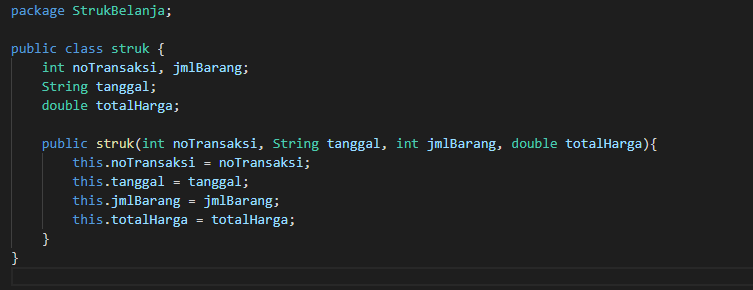 package StrukBelanja;
public class struk {
int noTransaksi, jmlBarang;
String tanggal;
double totalHarga;
public struk(int noTransaksi, String tanggal, int jmlBarang, double totalHarga){
this.noTransaksi = noTransaksi;
this.tanggal = tanggal;
this.jmlBarang = jmlBarang;
this.totalHarga = totalHarga;
}
}